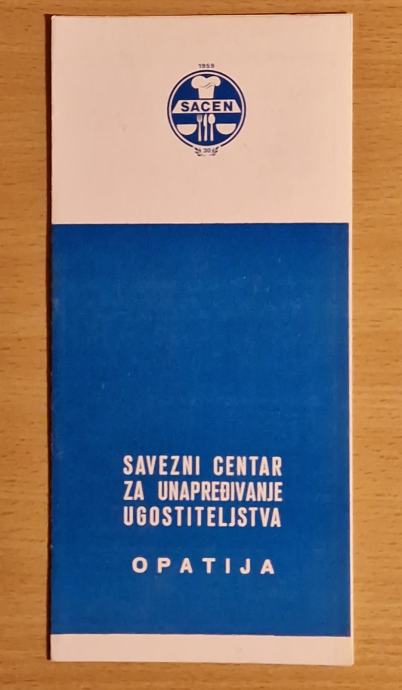 1959
SACEN
30
SAVEZNI CENTAR
ZA UNAPREĐIVANJE
UGOSTITELJSTVA
OPATIJA